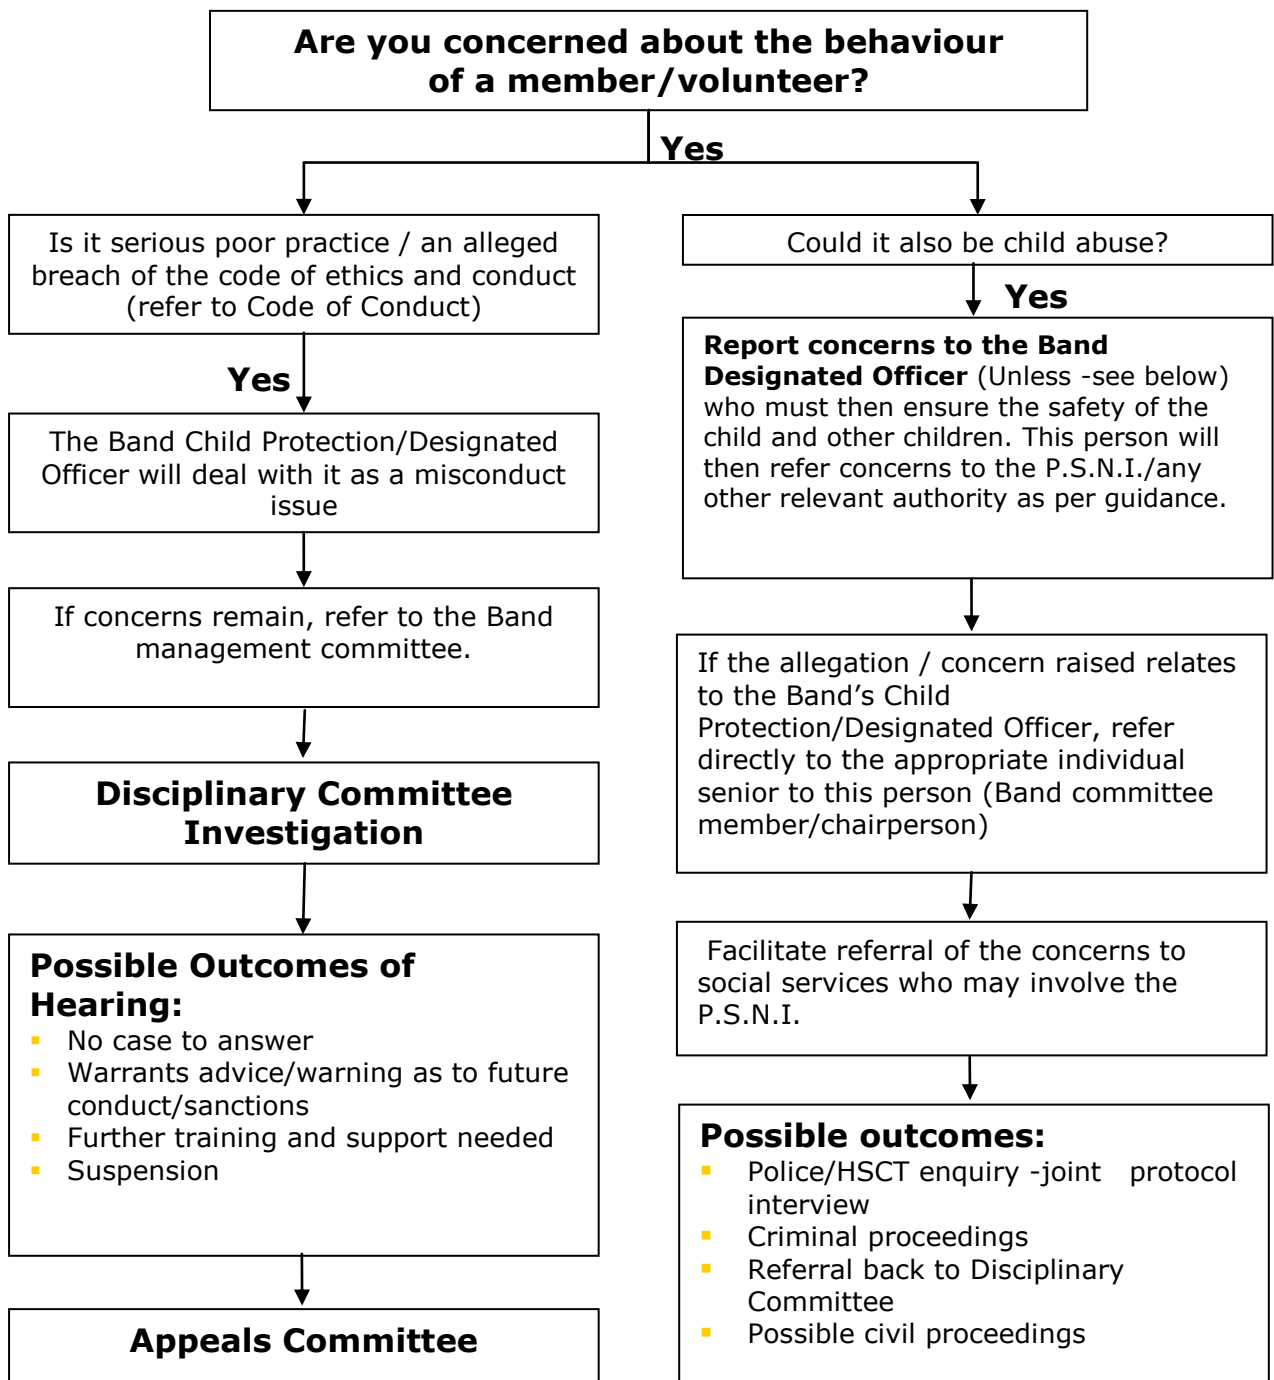 Are you concerned about the behaviour
of a member/volunteer?
Yes
Is it serious poor practice / an alleged
breach of the code of ethics and conduct
(refer to Code of Conduct)
Yes
The Band Child Protection/Designated
Officer will deal with it as a misconduct
issue
If concerns remain, refer to the Band
management committee.
Disciplinary Committee
Investigation
Possible Outcomes of
Hearing:
No case to answer
Warrants advice/warning as to future
conduct/sanctions
Further training and support needed
Suspension
Appeals Committee
Could it also be child abuse?
Yes
Report concerns to the Band
Designated Officer (Unless -see below)
who must then ensure the safety of the
child and other children. This person will
then refer concerns to the P.S.N.I./any
other relevant authority as per guidance.
If the allegation / concern raised relates
to the Band’s Child
Protection/Designated Officer, refer
directly to the appropriate individual
senior to this person (Band committee
member/chairperson)
Facilitate referral of the concerns to
social services who may involve the
P.S.N.I.
Possible outcomes:
Police/HSCT enquiry -joint protocol
interview
Criminal proceedings
Referral back to Disciplinary
Committee
Possible civil proceedings